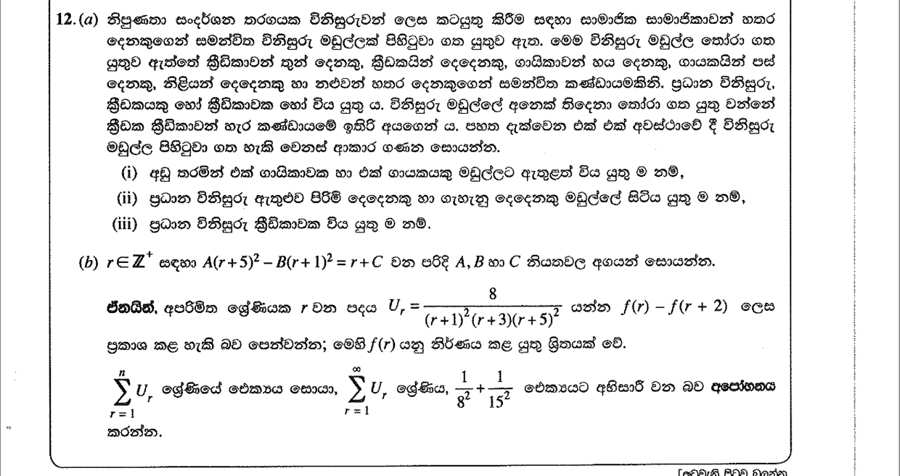 12. (a) නිපුණතා සංදර්ශන තරගයක විනිසුරුවන් ලෙස කටයුතු කිරීම සඳහා සාමාජික සාමාජිකාවන් හතර
දෙනකුගෙන් සමන්විත විනිසුරු මඩුල්ලක් පිහිටුවා ගත යුතුව ඇත. මෙම විනිසුරු මඩුල්ල තෝරා ගත
යුතුව ඇත්තේ ක්‍රීඩිකාවන් තුන් දෙනකු, ක්‍රීඩකයින් දෙදෙනකු, ගායිකාවන් හය දෙනකු, ගායකයින් පස්
දෙනකු, නිළියන් දෙදෙනකු හා නළුවන් හතර දෙනකුගෙන් සමන්විත කණ්ඩායමකිනි. ප්‍රධාන විනිසුරු,
ක්‍රීඩකයකු හෝ ක්‍රීඩිකාවක හෝ විය යුතු ය. විනිසුරු මඩුල්ලේ අනෙක් තිදෙනා තෝරා ගත යුතු වන්නේ
ක්‍රීඩක ක්‍රීඩිකාවන් හැර කණ්ඩායමේ ඉතිරි අයගෙන් ය. පහත දැක්වෙන එක් එක් අවස්ථාවේ දී විනිසුරු
මඩුල්ල පිහිටුවා ගත හැකි වෙනස් ආකාර ගණන සොයන්න.
(i) අඩු තරමින් එක් ගායිකාවක හා එක් ගායකයකු මඩුල්ලට ඇතුළත් විය යුතු ම නම්,
(ii) ප්‍රධාන විනිසුරු ඇතුළුව පිරිමි දෙදෙනකු හා ගැහැනු දෙදෙනකු මඩුල්ලේ සිටිය යුතු ම නම්,
(iii) ප්‍රධාන විනිසුරු ක්‍රීඩිකාවක විය යුතු ම නම්.
(b) r ∈ ℤ⁺ සඳහා A(r+5)² − B(r+1)² = r + C වන පරිදි A, B හා C නියතවල අගයන් සොයන්න.
ඒනයින්, අපරිමිත ශ්‍රේණියක r වන පදය Uᵣ = 8 / ((r+1)² (r+3)(r+5)²) යන්න f(r) − f(r + 2) ලෙස
ප්‍රකාශ කළ හැකි බව පෙන්වන්න; මෙහි f(r) යනු නිර්ණය කළ යුතු ශ්‍රිතයක් වේ.
∑_{r=1}^{n} Uᵣ ශ්‍රේණියේ ඓක්‍යය සොයා, ∑_{r=1}^{∞} Uᵣ ශ්‍රේණිය, 1/8² + 1/15² ඓක්‍යයට අභිසාරී වන බව අපෝහනය
කරන්න.
[අටවැනි පිටුව බලන්න